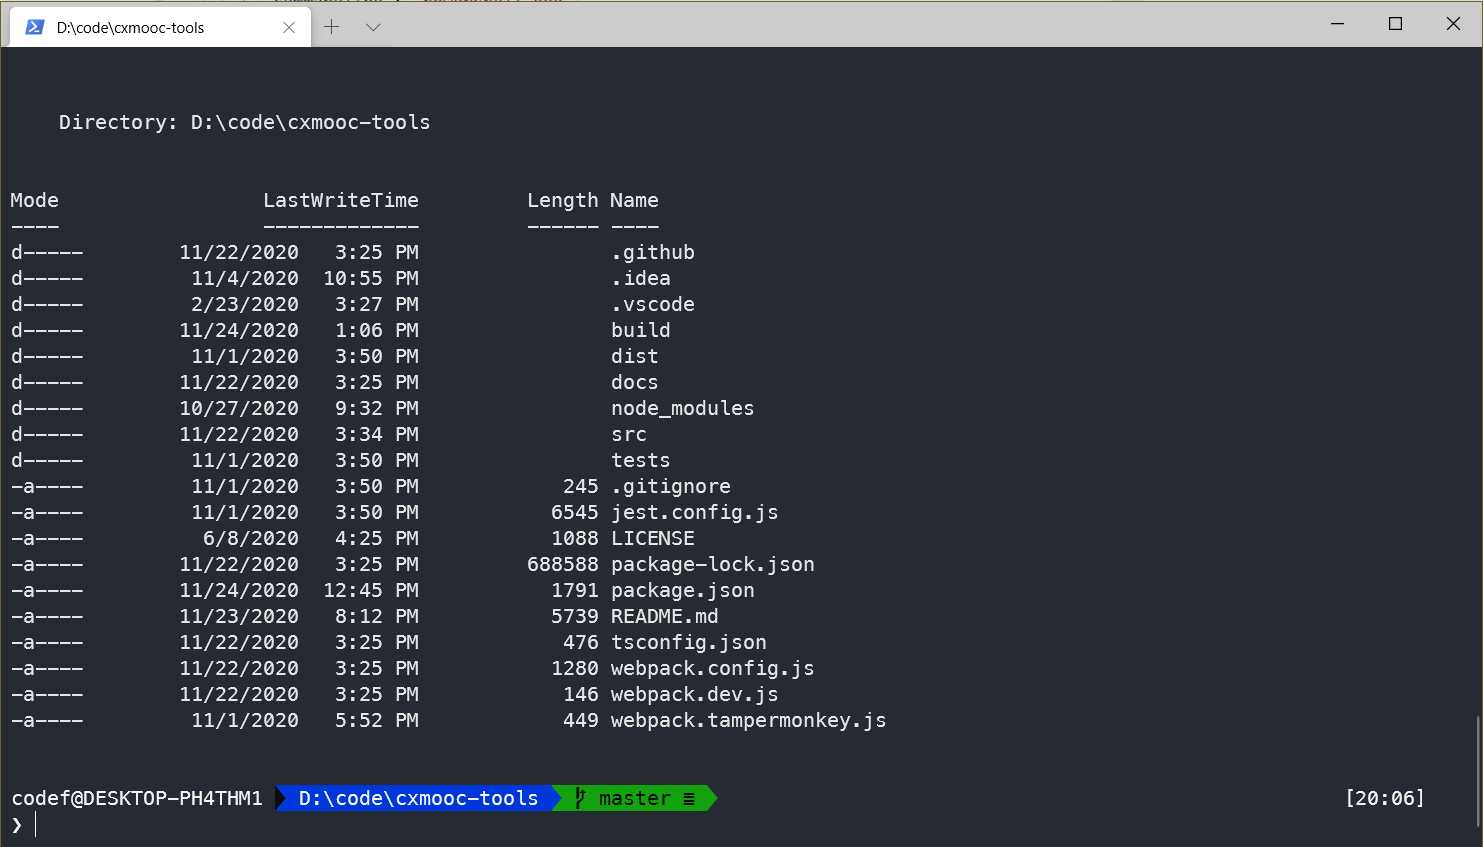 D:\code\cxmooc-tools
Directory: D:\code\cxmooc-tools
Mode LastWriteTime Length Name
---- ------------- ------ ----
d----- 11/22/2020 3:25 PM .github
d----- 11/4/2020 10:55 PM .idea
d----- 2/23/2020 3:27 PM .vscode
d----- 11/24/2020 1:06 PM build
d----- 11/1/2020 3:50 PM dist
d----- 11/22/2020 3:25 PM docs
d----- 10/27/2020 9:32 PM node_modules
d----- 11/22/2020 3:34 PM src
d----- 11/1/2020 3:50 PM tests
-a---- 11/1/2020 3:50 PM 245 .gitignore
-a---- 11/1/2020 3:50 PM 6545 jest.config.js
-a---- 6/8/2020 4:25 PM 1088 LICENSE
-a---- 11/22/2020 3:25 PM 688588 package-lock.json
-a---- 11/24/2020 12:45 PM 1791 package.json
-a---- 11/23/2020 8:12 PM 5739 README.md
-a---- 11/22/2020 3:25 PM 476 tsconfig.json
-a---- 11/22/2020 3:25 PM 1280 webpack.config.js
-a---- 11/22/2020 3:25 PM 146 webpack.dev.js
-a---- 11/1/2020 5:52 PM 449 webpack.tampermonkey.js
codef@DESKTOP-PH4THM1 D:\code\cxmooc-tools master ≡ [20:06]
❯